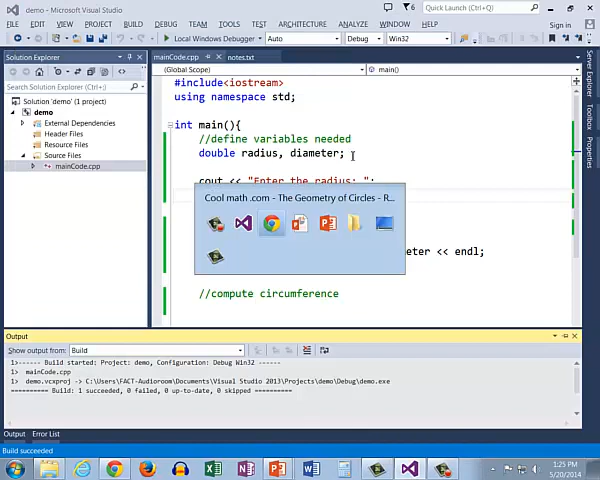 demo - Microsoft Visual Studio
6
Quick Launch (Ctrl+Q)
FILE EDIT VIEW PROJECT BUILD DEBUG TEAM TOOLS TEST ARCHITECTURE ANALYZE WINDOW HELP Sign in
Local Windows Debugger Auto Debug Win32
Solution Explorer
Search Solution Explorer (Ctrl+;)
Solution 'demo' (1 project)
demo
External Dependencies
Header Files
Resource Files
Source Files
mainCode.cpp
mainCode.cpp notes.txt
(Global Scope) main()
#include<iostream>
using namespace std;
int main(){
//define variables needed
double radius, diameter;
cout << "Enter the radius: ";
Cool math .com - The Geometry of Circles - R...
eter << endl;
//compute circumference
Server Explorer
Toolbox
Properties
Output
Show output from: Build
1>------ Build started: Project: demo, Configuration: Debug Win32 ------
1> mainCode.cpp
1> demo.vcxproj -> C:\Users\FACT-Audioroom\Documents\Visual Studio 2013\Projects\demo\Debug\demo.exe
========== Build: 1 succeeded, 0 failed, 0 up-to-date, 0 skipped ==========
Output Error List
Build succeeded
1:25 PM
5/20/2014